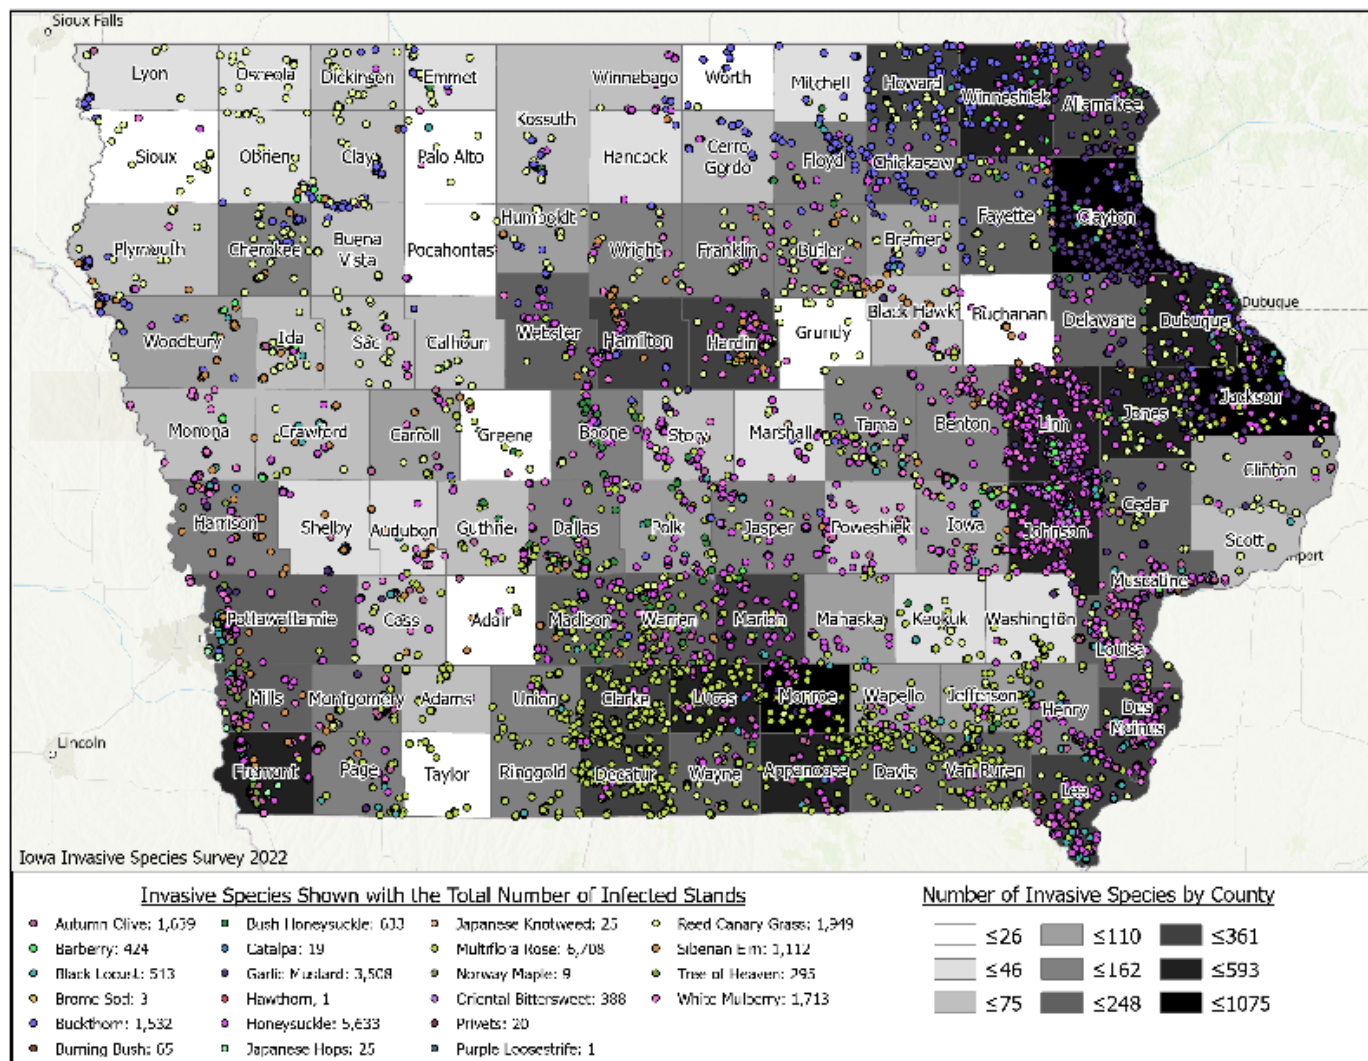 Sioux Falls
Lyon
Osceola
Dickinson
Emmet
Winnebago
Worth
Mitchell
Howard
Winneshiek
Allamakee
Kossuth
Sioux
Obrien
Clay
Palo Alto
Hancock
Cerro
Gordo
Floyd
Chickasaw
Fayette
Clayton
Plymouth
Cherokee
Buena
Vista
Pocahontas
Humboldt
Wright
Franklin
Butler
Bremer
Dubuque
Woodbury
Ida
Sac
Calhoun
Webster
Hamilton
Hardin
Grundy
Black Hawk
Buchanan
Delaware
Dubuque
Monona
Crawford
Carroll
Greene
Boone
Story
Marshall
Tama
Benton
Linn
Jones
Jackson
Clinton
Harrison
Shelby
Audubon
Guthrie
Dallas
Polk
Jasper
Poweshiek
Iowa
Johnson
Cedar
Scott
port
Muscatine
Pottawattamie
Cass
Adair
Madison
Warren
Marian
Mahaska
Keokuk
Washington
Louisa
Mills
Montgomery
Adams
Union
Clarke
Lucas
Monroe
Wapello
Jefferson
Henry
Des
Moines
Lincoln
Fremont
Page
Taylor
Ringgold
Decatur
Wayne
Appanoose
Davis
Van Buren
Lee
Iowa Invasive Species Survey 2022
Invasive Species Shown with the Total Number of Infected Stands
Autumn Olive: 1,659
Barberry: 424
Black Locust: 513
Brome Sod: 3
Buckthorn: 1,532
Burning Bush: 65
Bush Honeysuckle: 633
Catalpa: 19
Garlic Mustard: 3,508
Hawthorn, 1
Honeysuckle: 5,633
Japanese Hops: 25
Japanese Knotweed: 25
Multiflora Rose: 6,708
Norway Maple: 9
Oriental Bittersweet: 388
Privets: 20
Purple Loosestrife: 1
Reed Canary Grass: 1,949
Siberian Elm: 1,112
Tree of Heaven: 295
White Mulberry: 1,713
Number of Invasive Species by County
≤26
≤46
≤75
≤110
≤162
≤248
≤361
≤593
≤1075